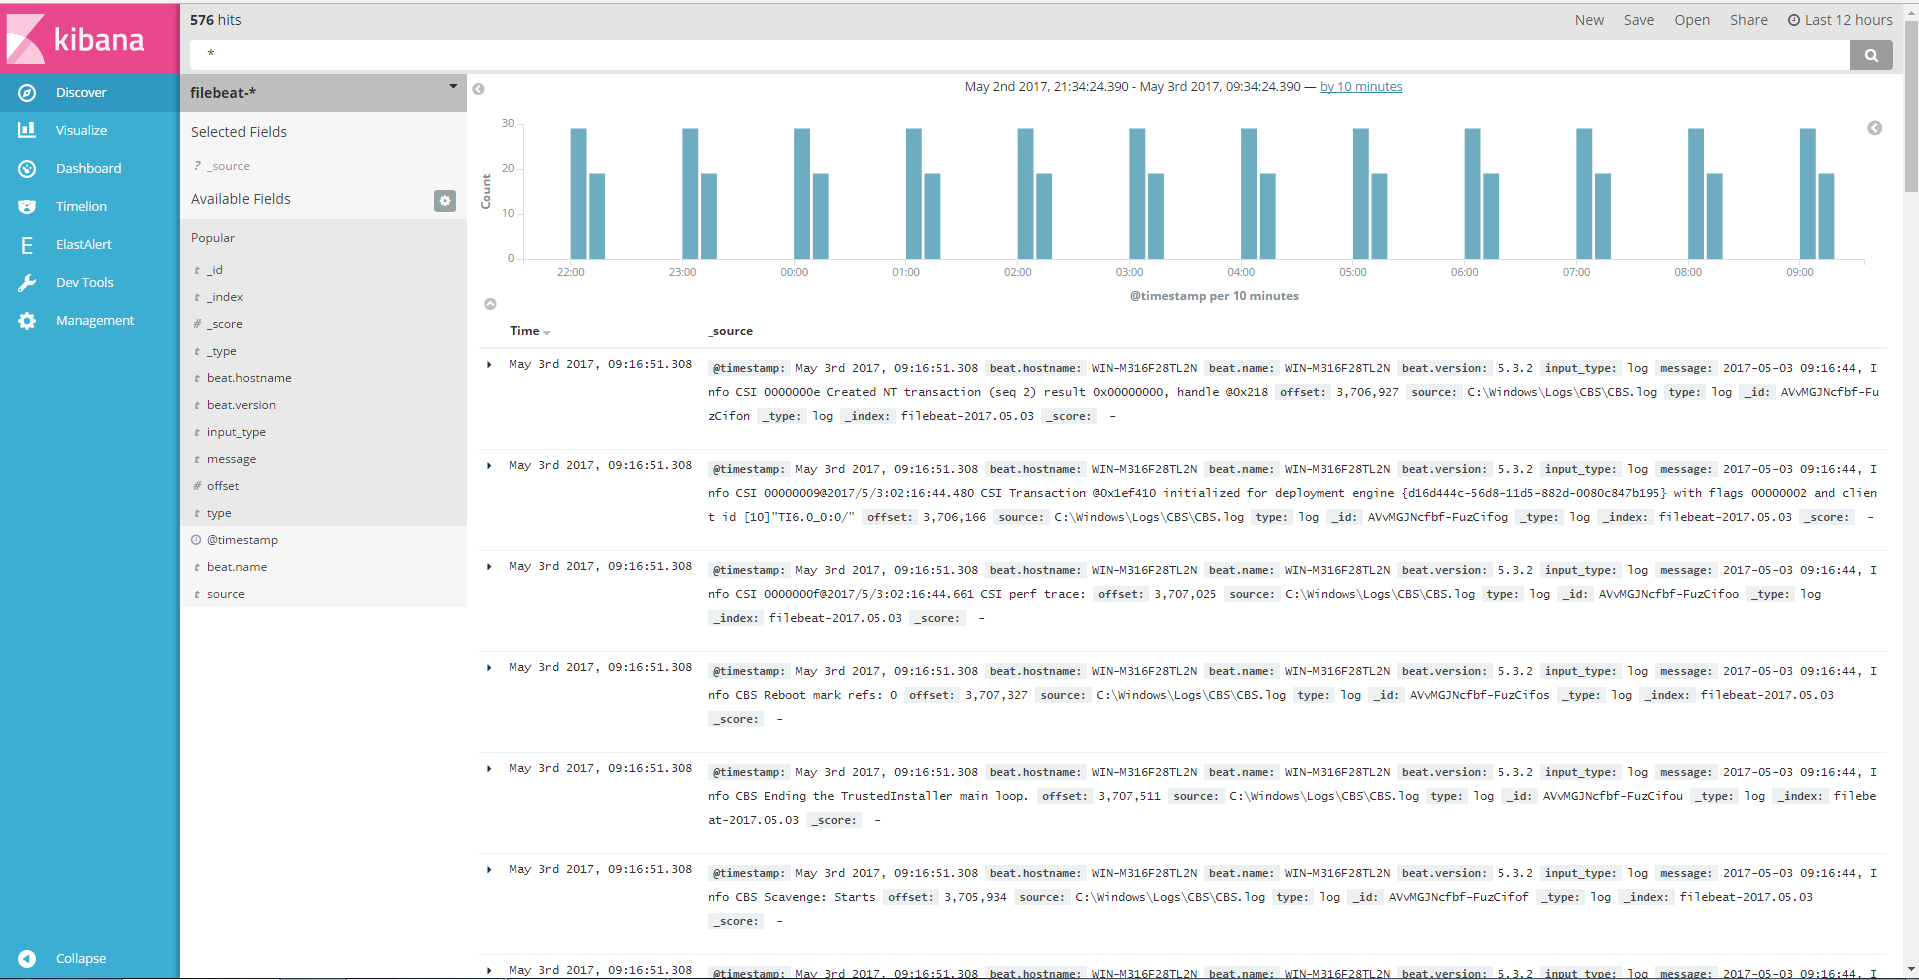 kibana
Discover
Visualize
Dashboard
Timelion
E ElastAlert
Dev Tools
Management
Collapse
576 hits
New Save Open Share Last 12 hours
*
filebeat-*
Selected Fields
? _source
Available Fields
Popular
t _id
t _index
# _score
t _type
t beat.hostname
t beat.version
t input_type
t message
# offset
t type
@timestamp
t beat.name
t source
May 2nd 2017, 21:34:24.390 - May 3rd 2017, 09:34:24.390 — by 10 minutes
30
20
10
0
Count
22:00 23:00 00:00 01:00 02:00 03:00 04:00 05:00 06:00 07:00 08:00 09:00
@timestamp per 10 minutes
Time _source
May 3rd 2017, 09:16:51.308 @timestamp: May 3rd 2017, 09:16:51.308 beat.hostname: WIN-M316F28TL2N beat.name: WIN-M316F28TL2N beat.version: 5.3.2 input_type: log message: 2017-05-03 09:16:44, I
nfo CSI 0000000e Created NT transaction (seq 2) result 0x00000000, handle @0x218 offset: 3,706,927 source: C:\Windows\Logs\CBS\CBS.log type: log _id: AVvMGJNcfbf-Fu
zCifon _type: log _index: filebeat-2017.05.03 _score: -
May 3rd 2017, 09:16:51.308 @timestamp: May 3rd 2017, 09:16:51.308 beat.hostname: WIN-M316F28TL2N beat.name: WIN-M316F28TL2N beat.version: 5.3.2 input_type: log message: 2017-05-03 09:16:44, I
nfo CSI 00000009@2017/5/3:02:16:44.480 CSI Transaction @0x1ef410 initialized for deployment engine {d16d444c-56d8-11d5-882d-0080c847b195} with flags 00000002 and clien
t id [10]"TI6.0_0:0/" offset: 3,706,166 source: C:\Windows\Logs\CBS\CBS.log type: log _id: AVvMGJNcfbf-FuzCifog _type: log _index: filebeat-2017.05.03 _score: -
May 3rd 2017, 09:16:51.308 @timestamp: May 3rd 2017, 09:16:51.308 beat.hostname: WIN-M316F28TL2N beat.name: WIN-M316F28TL2N beat.version: 5.3.2 input_type: log message: 2017-05-03 09:16:44, I
nfo CSI 0000000f@2017/5/3:02:16:44.661 CSI perf trace: offset: 3,707,025 source: C:\Windows\Logs\CBS\CBS.log type: log _id: AVvMGJNcfbf-FuzCifoo _type: log
_index: filebeat-2017.05.03 _score: -
May 3rd 2017, 09:16:51.308 @timestamp: May 3rd 2017, 09:16:51.308 beat.hostname: WIN-M316F28TL2N beat.name: WIN-M316F28TL2N beat.version: 5.3.2 input_type: log message: 2017-05-03 09:16:44, I
nfo CBS Reboot mark refs: 0 offset: 3,707,327 source: C:\Windows\Logs\CBS\CBS.log type: log _id: AVvMGJNcfbf-FuzCifos _type: log _index: filebeat-2017.05.03
_score: -
May 3rd 2017, 09:16:51.308 @timestamp: May 3rd 2017, 09:16:51.308 beat.hostname: WIN-M316F28TL2N beat.name: WIN-M316F28TL2N beat.version: 5.3.2 input_type: log message: 2017-05-03 09:16:44, I
nfo CBS Ending the TrustedInstaller main loop. offset: 3,707,511 source: C:\Windows\Logs\CBS\CBS.log type: log _id: AVvMGJNcfbf-FuzCifou _type: log _index: filebe
at-2017.05.03 _score: -
May 3rd 2017, 09:16:51.308 @timestamp: May 3rd 2017, 09:16:51.308 beat.hostname: WIN-M316F28TL2N beat.name: WIN-M316F28TL2N beat.version: 5.3.2 input_type: log message: 2017-05-03 09:16:44, I
nfo CBS Scavenge: Starts offset: 3,705,934 source: C:\Windows\Logs\CBS\CBS.log type: log _id: AVvMGJNcfbf-FuzCifof _type: log _index: filebeat-2017.05.03
_score: -
May 3rd 2017, 09:16:51.308 @timestamp: May 3rd 2017, 09:16:51.308 beat.hostname: WIN-M316F28TL2N beat.name: WIN-M316F28TL2N beat.version: 5.3.2 input_type: log message: 2017-05-03 09:16:44, I